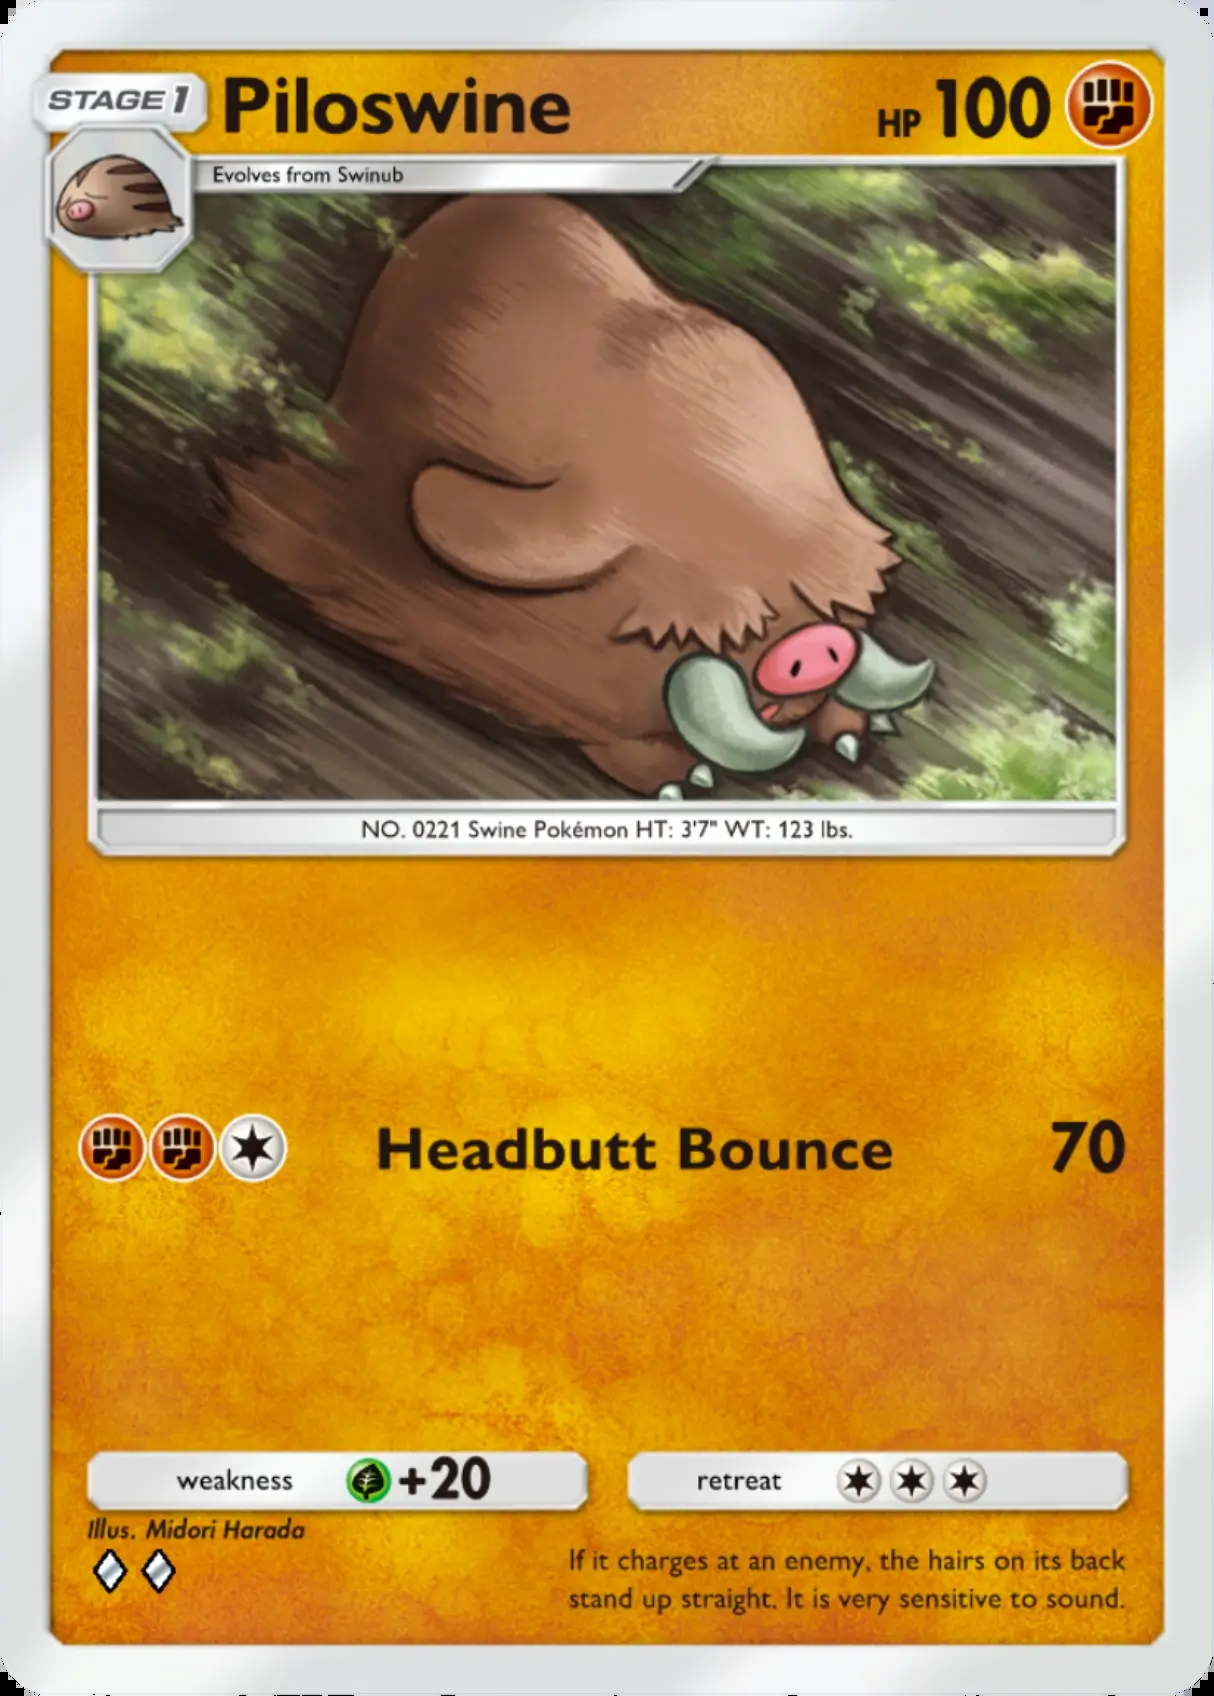 STAGE 1
Piloswine
HP 100
Evolves from Swinub
NO. 0221 Swine Pokémon HT: 3'7" WT: 123 lbs.
Headbutt Bounce 70
weakness +20
retreat
Illus. Midori Harada
If it charges at an enemy, the hairs on its back
stand up straight. It is very sensitive to sound.